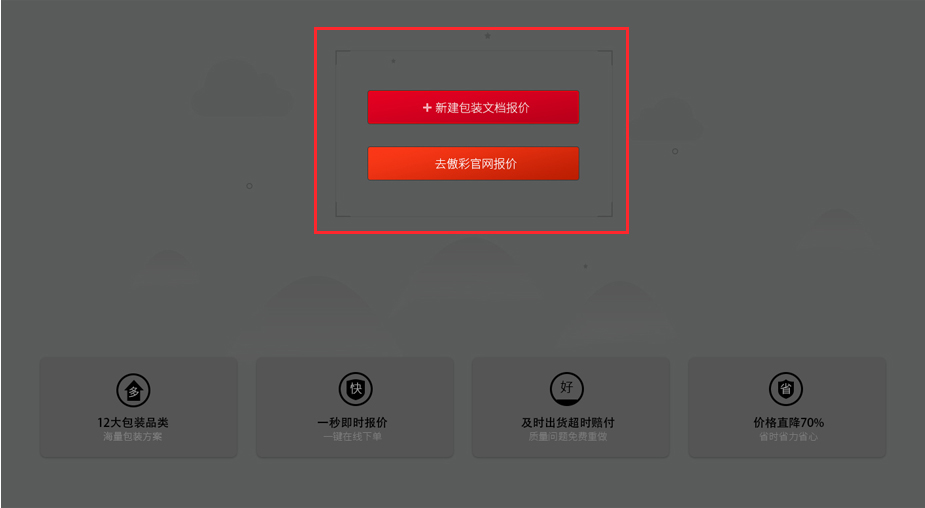 + 新建包装文档报价
去傲彩官网报价
多
快
好
省
12大包装品类
一秒即时报价
及时出货超时赔付
价格直降70%
海量包装方案
一键在线下单
质量问题免费重做
省时省力省心